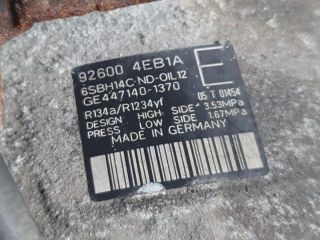 92600 4EB1A E
6SBH14C·ND-OIL12
GE447140-1370
R134a/R1234yf 05 T 01454
DESIGN HIGH SIDE 3.53MPa
PRESS LOW SIDE 1.67MPa
MADE IN GERMANY